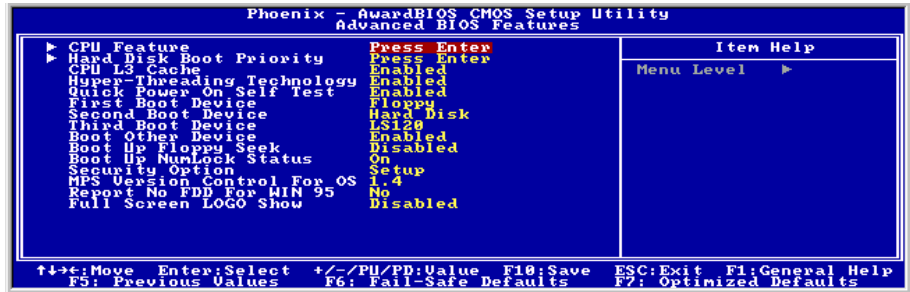 Phoenix - AwardBIOS CMOS Setup Utility
Advanced BIOS Features
► CPU Feature Press Enter
► Hard Disk Boot Priority Press Enter
CPU L3 Cache Enabled
Hyper-Threading Technology Enabled
Quick Power On Self Test Enabled
First Boot Device Floppy
Second Boot Device Hard Disk
Third Boot Device LS120
Boot Other Device Enabled
Boot Up Floppy Seek Disabled
Boot Up NumLock Status On
Security Option Setup
MPS Version Control For OS 1.4
Report No FDD For WIN 95 No
Full Screen LOGO Show Disabled
Item Help
Menu Level ►
↑↓→←:Move Enter:Select +/-/PU/PD:Value F10:Save ESC:Exit F1:General Help
F5: Previous Values F6: Fail-Safe Defaults F7: Optimized Defaults